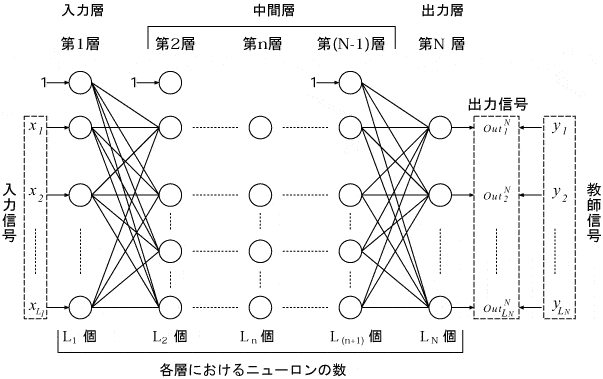 入力層 中間層 出力層
第1層 第2層 第n層 第(N-1)層 第N 層
1 1 1
出力信号
x1 Out1N y1
x2 Out2N y2
xL1 OutLNN yLN
入力信号
教師信号
L1 個 L2 個 Ln 個 L(n+1) 個 LN 個
各層におけるニューロンの数